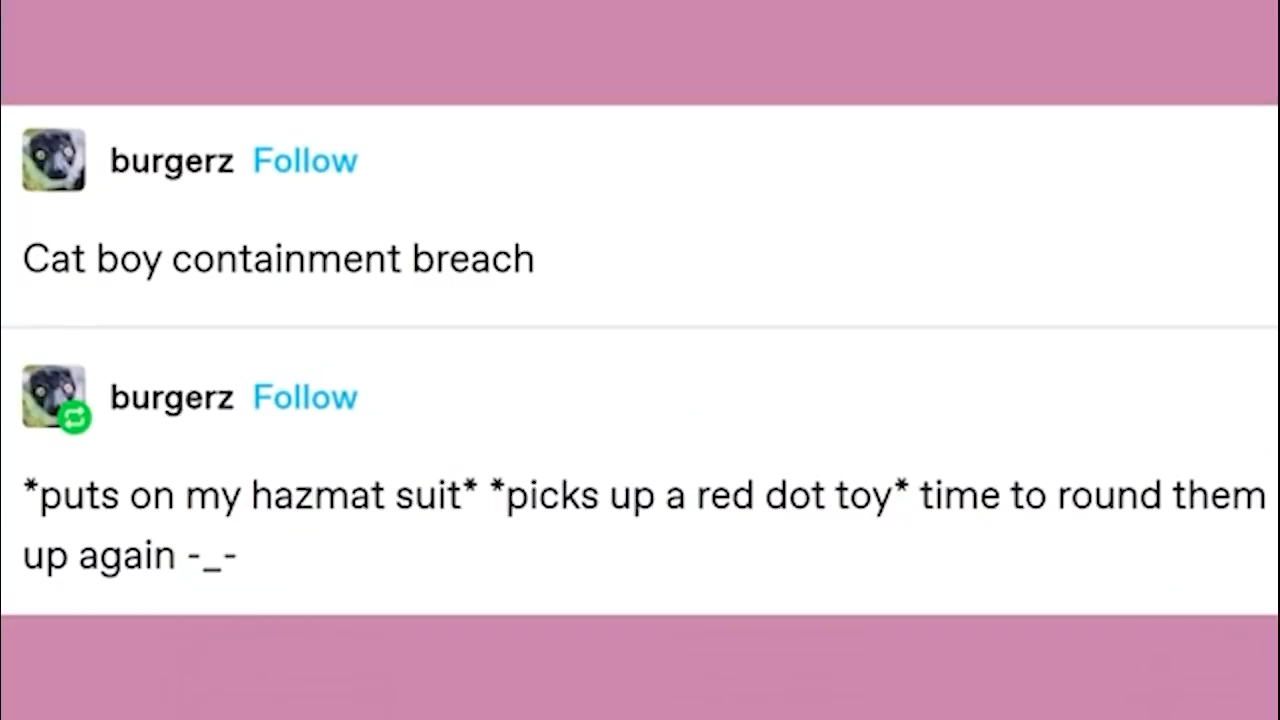 burgerz Follow
Cat boy containment breach
burgerz Follow
*puts on my hazmat suit* *picks up a red dot toy* time to round them
up again -_-